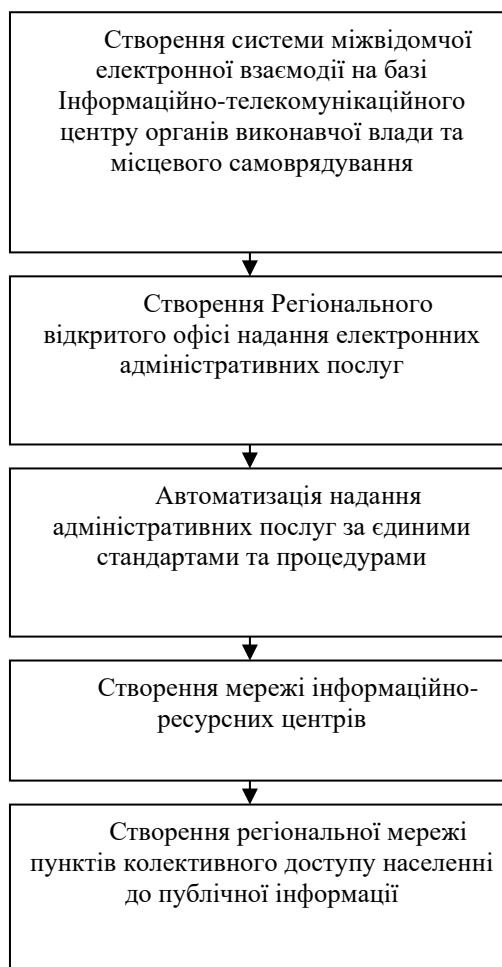 Створення системи міжвідомчої
електронної взаємодії на базі
Інформаційно-телекомунікаційного
центру органів виконавчої влади та
місцевого самоврядування
Створення Регіонального
відкритого офісі надання електронних
адміністративних послуг
Автоматизація надання
адміністративних послуг за єдиними
стандартами та процедурами
Створення мережі інформаційно-
ресурсних центрів
Створення регіональної мережі
пунктів колективного доступу населенні
до публічної інформації